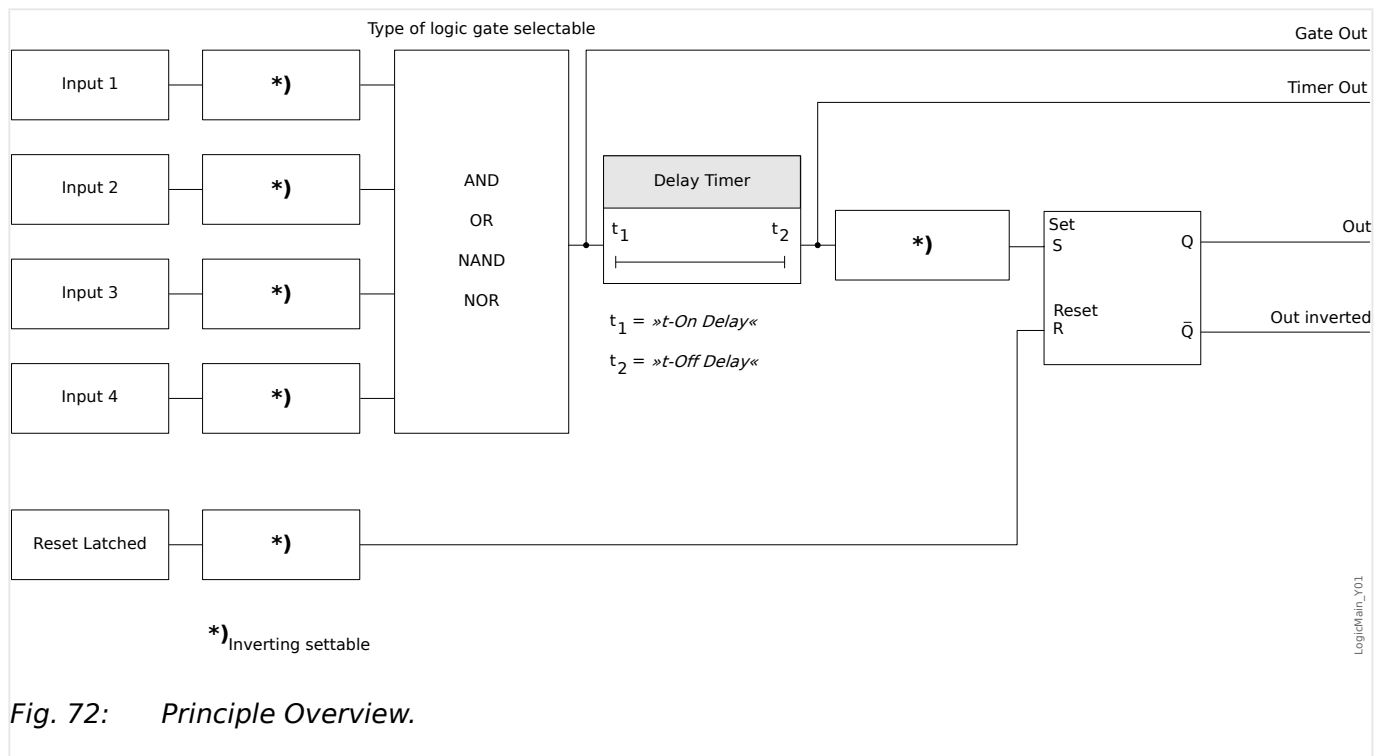 Type of logic gate selectable
Gate Out
Input 1
*)
Timer Out
Input 2
*)
AND
OR
NAND
NOR
Delay Timer
t1
t2
*)
Set
S
Q
Out
Input 3
*)
t1 = »t-On Delay«
t2 = »t-Off Delay«
Reset
R
Q̅
Out inverted
Input 4
*)
Reset Latched
*)
*) Inverting settable
LogicMain_Y01
Fig. 72: Principle Overview.